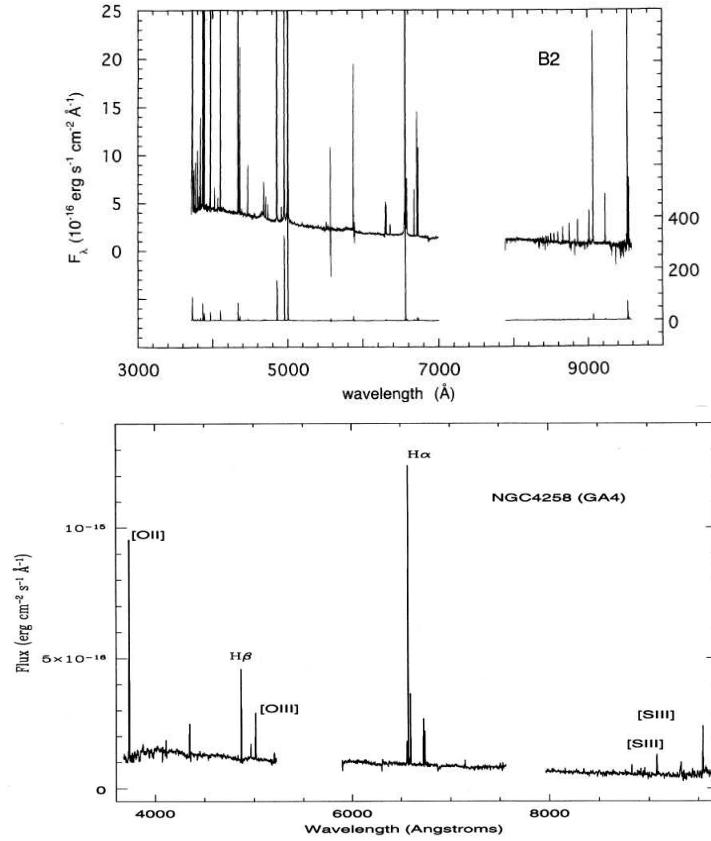 25
20
15
10
5
0
B2
400
200
0
F_λ (10⁻¹⁶ erg s⁻¹ cm⁻² Å⁻¹)
3000 5000 7000 9000
wavelength (Å)
Hα
NGC4258 (GA4)
10⁻¹⁵
[OII]
Hβ
5×10⁻¹⁶
[OIII]
[SIII]
[SIII]
0
Flux (erg cm⁻² s⁻¹ Å⁻¹)
4000 6000 8000
Wavelength (Angstroms)